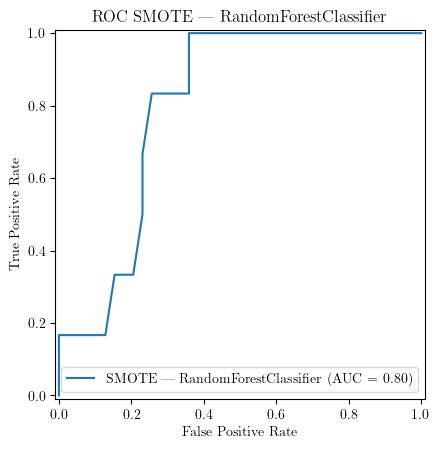 ROC SMOTE — RandomForestClassifier
1.0
0.8
0.6
0.4
0.2
0.0
True Positive Rate
SMOTE — RandomForestClassifier (AUC = 0.80)
0.0 0.2 0.4 0.6 0.8 1.0
False Positive Rate